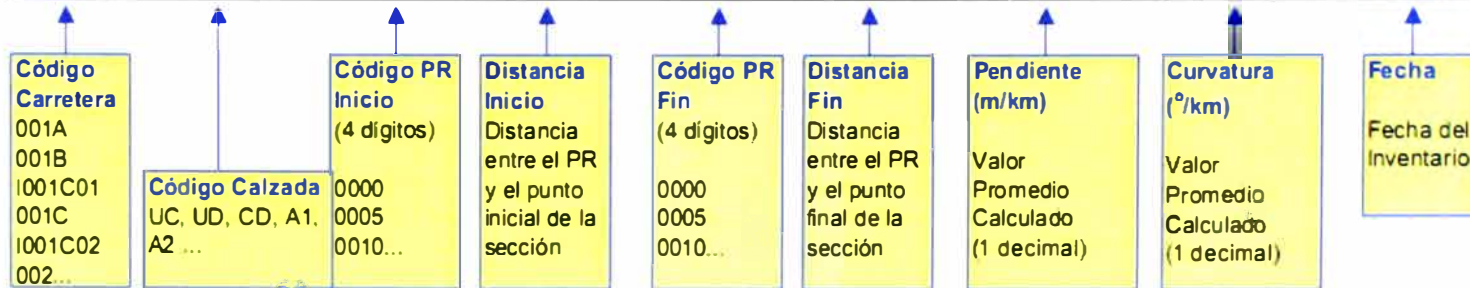 Código
Carretera
001A
001B
I001C01
001C
I001C02
002...
Código Calzada
UC, UD, CD, A1,
A2 ...
Código PR
Inicio
(4 dígitos)
0000
0005
0010...
Distancia
Inicio
Distancia
entre el PR
y el punto
inicial de la
sección
Código PR
Fin
(4 dígitos)
0000
0005
0010...
Distancia
Fin
Distancia
entre el PR
y el punto
final de la
sección
Pendiente
(m/km)
Valor
Promedio
Calculado
(1 decimal)
Curvatura
(°/km)
Valor
Promedio
Calculado
(1 decimal)
Fecha
Fecha del
Inventario